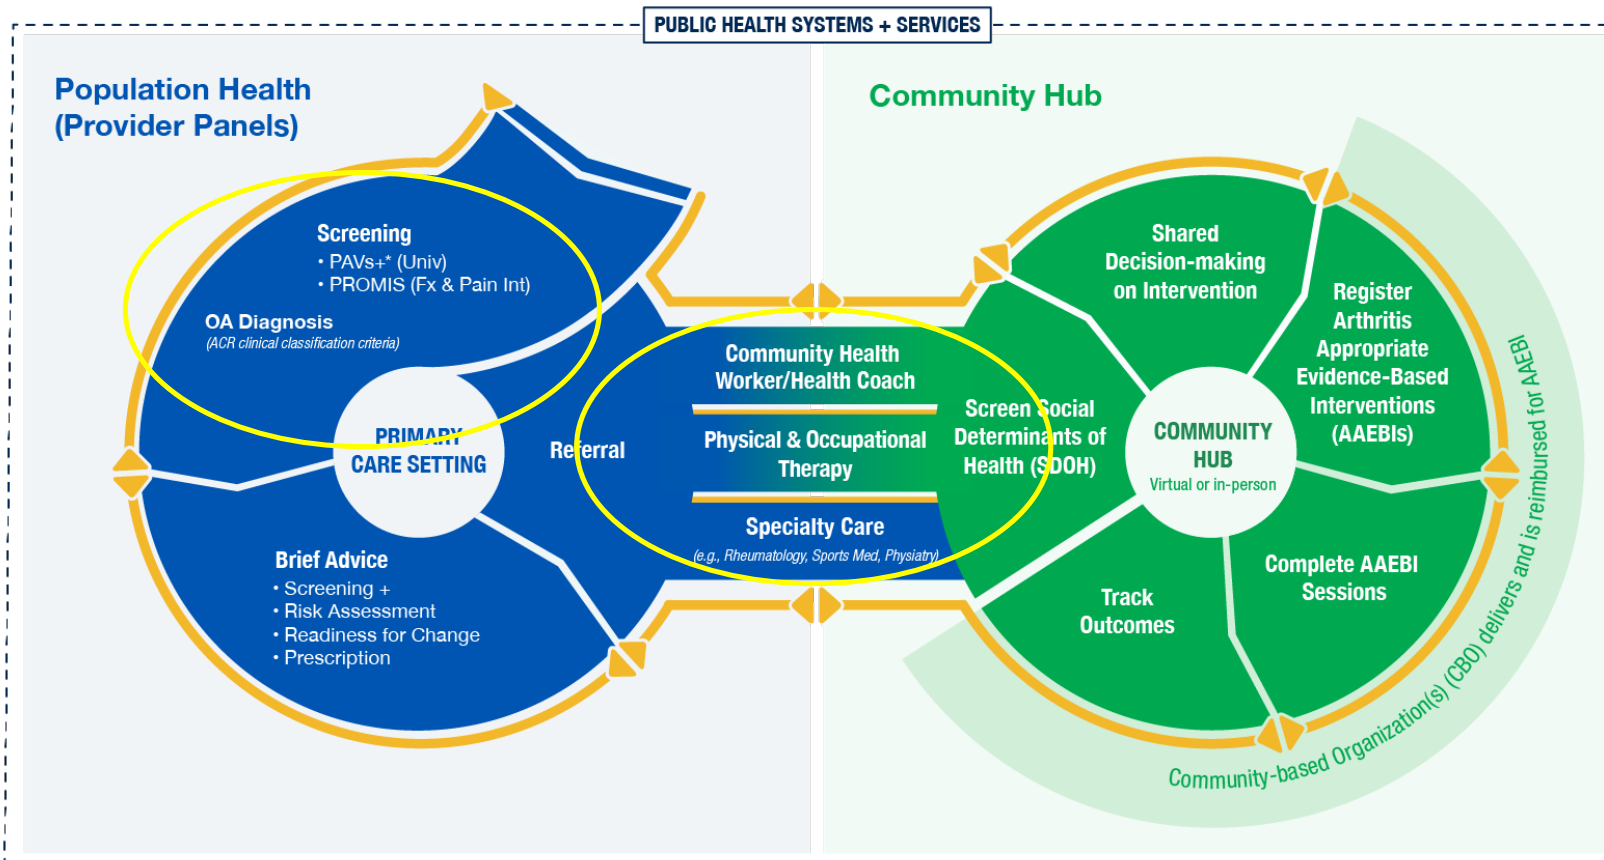 PUBLIC HEALTH SYSTEMS + SERVICES
Population Health
(Provider Panels)
Screening
• PAVs+* (Univ)
• PROMIS (Fx & Pain Int)
OA Diagnosis
(ACR clinical classification criteria)
PRIMARY
CARE SETTING
Brief Advice
• Screening +
• Risk Assessment
• Readiness for Change
• Prescription
Referral
Community Health
Worker/Health Coach
Physical & Occupational
Therapy
Specialty Care
(e.g., Rheumatology, Sports Med, Physiatry)
Community Hub
Screen Social
Determinants of
Health (SDOH)
Shared
Decision-making
on Intervention
Register
Arthritis
Appropriate
Evidence-Based
Interventions
(AAEBIs)
COMMUNITY
HUB
Virtual or in-person
Complete AAEBI
Sessions
Track
Outcomes
Community-based Organization(s) (CBO) delivers and is reimbursed for AAEBI